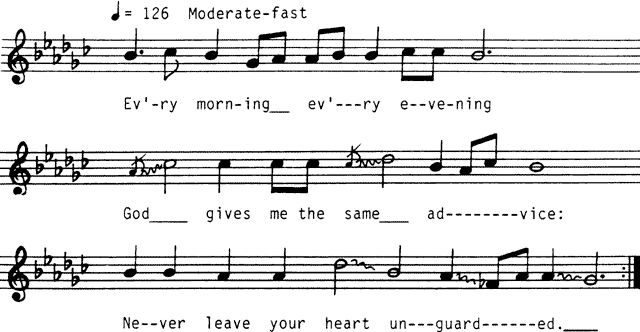 ♩= 126 Moderate-fast
Ev'-ry morn-ing__ ev'---ry e--ve-ning
God____ gives me the same___ ad--------vice:
Ne--ver leave your heart un---guard------ed.____